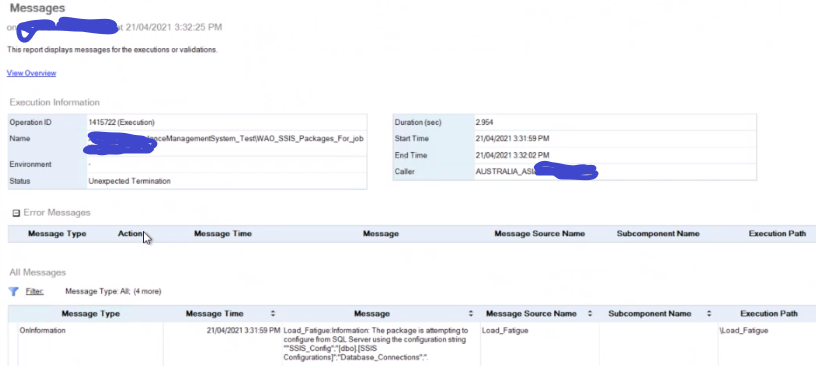 Messages
on at 21/04/2021 3:32:25 PM
This report displays messages for the executions or validations.
View Overview
Execution Information
Operation ID 1415722 (Execution)
Name enceManagementSystem_Test\WAO_SSIS_Packages_For_job
Environment -
Status Unexpected Termination
Duration (sec) 2.954
Start Time 21/04/2021 3:31:59 PM
End Time 21/04/2021 3:32:02 PM
Caller AUSTRALIA_AS
Error Messages
Message Type Action Message Time Message Message Source Name Subcomponent Name Execution Path
All Messages
Filter: Message Type: All; (4 more)
Message Type Message Time Message Message Source Name Subcomponent Name Execution Path
OnInformation 21/04/2021 3:31:59 PM Load_Fatigue:Information: The package is attempting to Load_Fatigue \Load_Fatigue
configure from SQL Server using the configuration string
""SSIS_Config";"[dbo].[SSIS
Configurations]";"Database_Connections";".